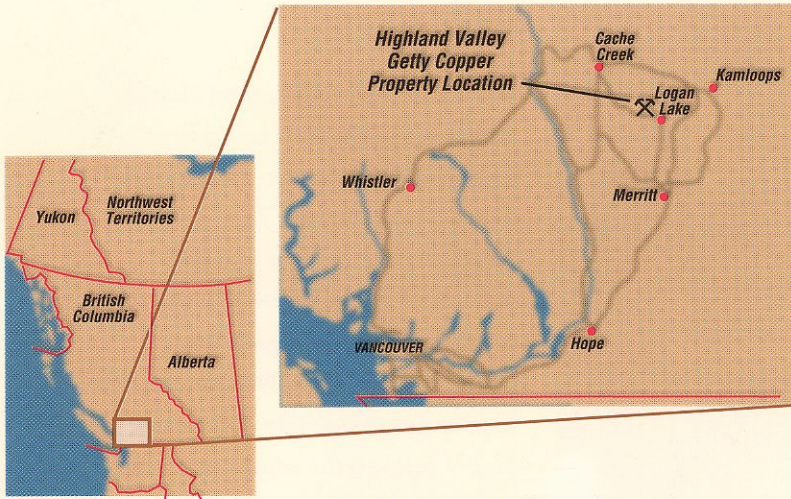 Highland Valley
Getty Copper
Property Location
Cache
Creek
Kamloops
Logan
Lake
Whistler
Merritt
VANCOUVER
Hope
Yukon
Northwest
Territories
British
Columbia
Alberta